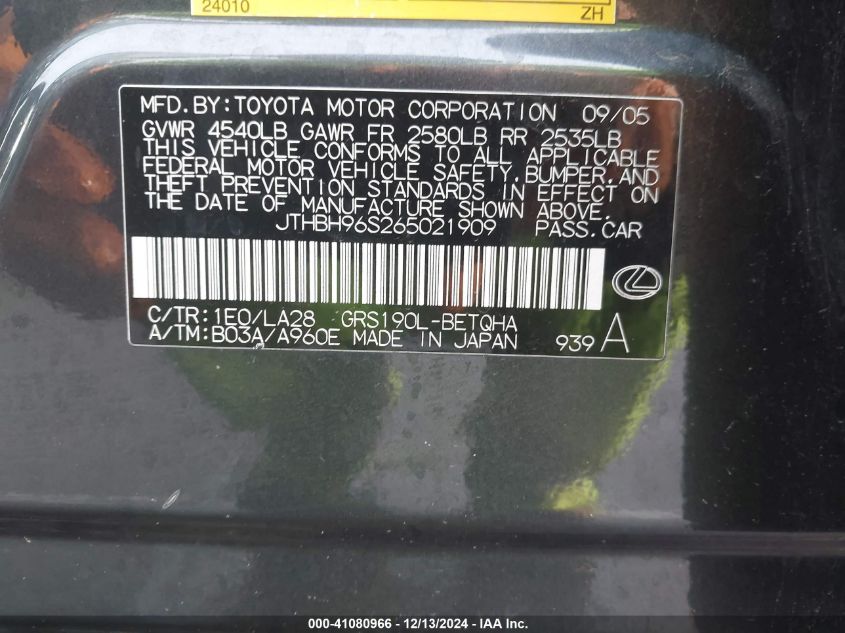 24010 ZH
MFD.BY:TOYOTA MOTOR CORPORATION 09/05
GVWR 4540LB GAWR FR 2580LB RR 2535LB
THIS VEHICLE CONFORMS TO ALL APPLICABLE
FEDERAL MOTOR VEHICLE SAFETY,BUMPER,AND
THEFT PREVENTION STANDARDS IN EFFECT ON
THE DATE OF MANUFACTURE SHOWN ABOVE.
JTHBH96S265021909 PASS.CAR
C/TR:1E0/LA28 GRS190L-BETQHA
A/TM:B03A/A960E MADE IN JAPAN 939 A
000-41080966 - 12/13/2024 - IAA Inc.